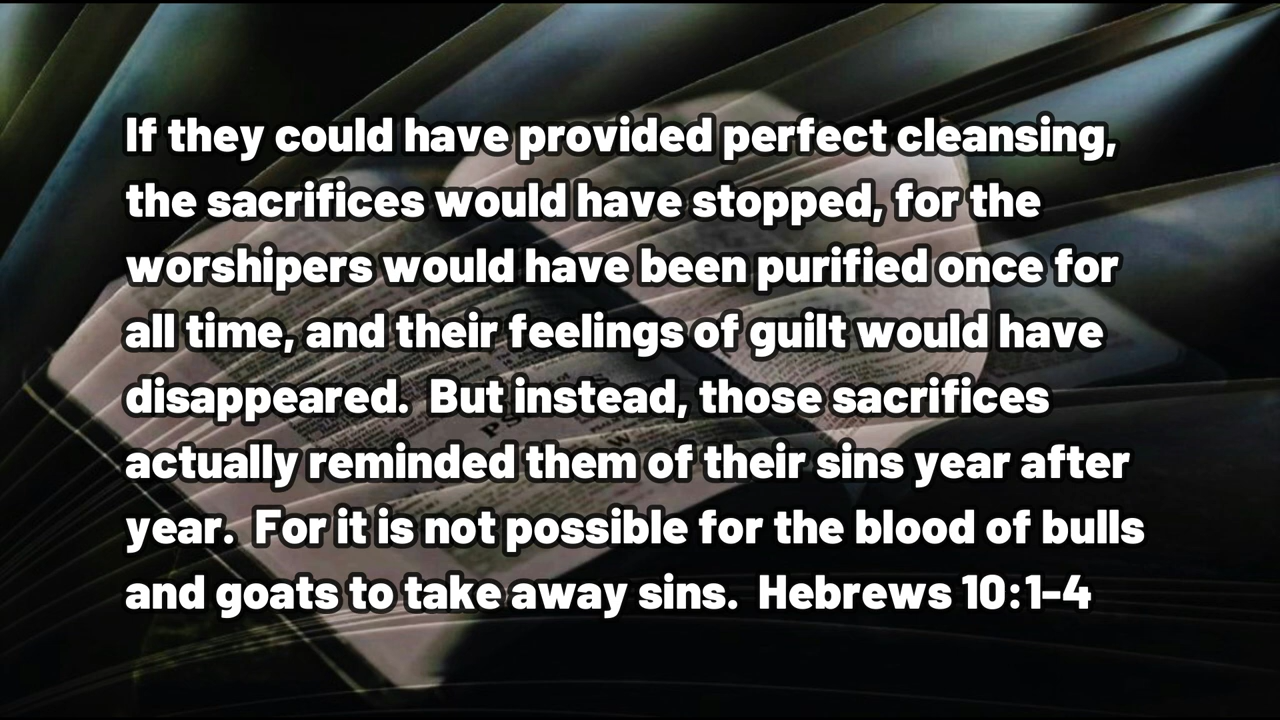 If they could have provided perfect cleansing,
the sacrifices would have stopped, for the
worshipers would have been purified once for
all time, and their feelings of guilt would have
disappeared.  But instead, those sacrifices
actually reminded them of their sins year after
year.  For it is not possible for the blood of bulls
and goats to take away sins.  Hebrews 10:1-4